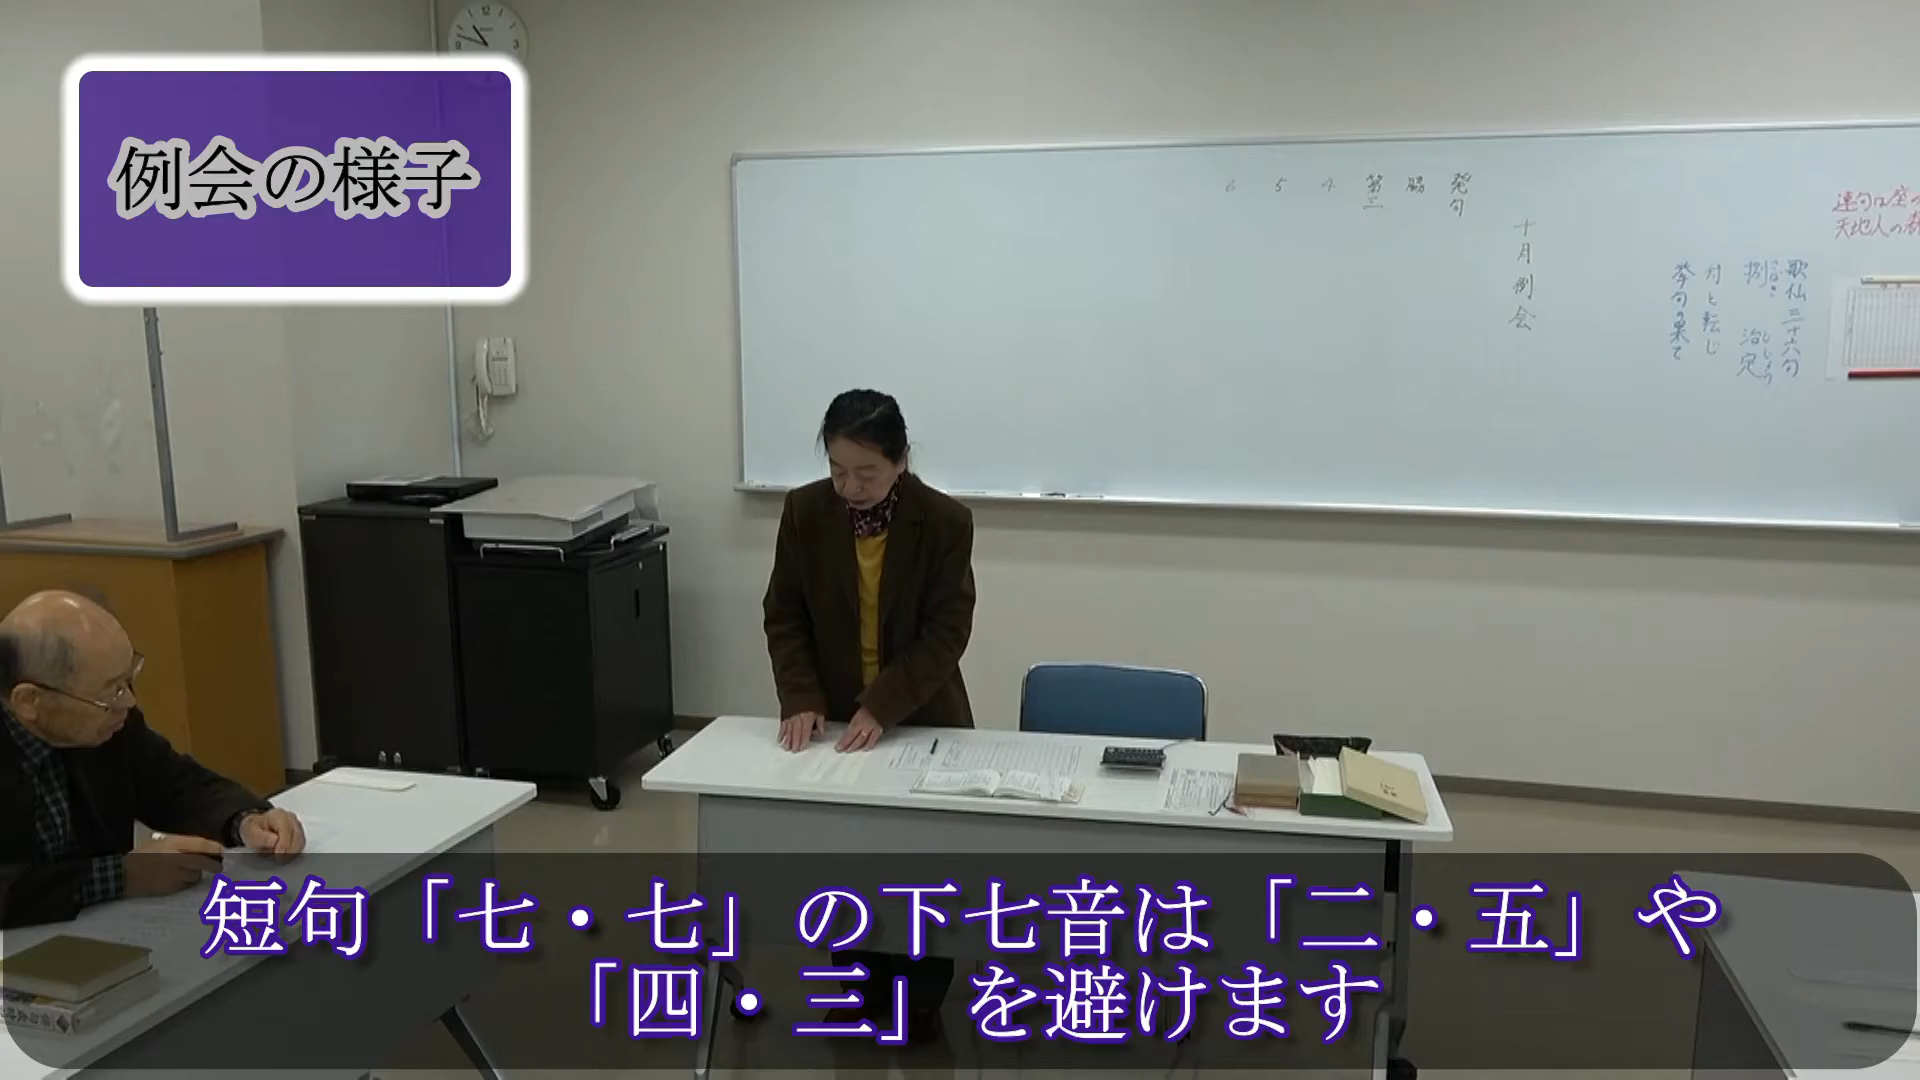 例会の様子
連句は座の
天地人の
歌仙三十六句
捌 治定
付と転じ
挙句の果て
十月例会
発句
脇
第三
4
5
6
短句「七・七」の下七音は「二・五」や
「四・三」を避けます